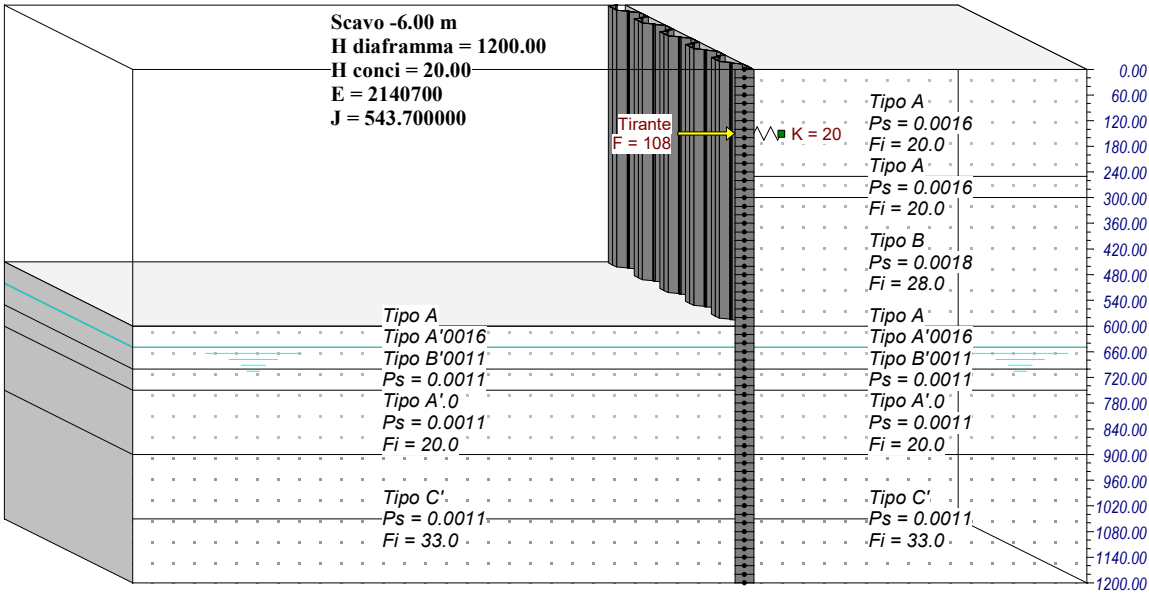 Scavo -6.00 m
H diaframma = 1200.00
H conci = 20.00
E = 2140700
J = 543.700000
Tirante
F = 108
K = 20
Tipo A
Ps = 0.0016
Fi = 20.0
Tipo A
Ps = 0.0016
Fi = 20.0
Tipo B
Ps = 0.0018
Fi = 28.0
Tipo A
Tipo A'0016
Tipo B'0011
Ps = 0.0011
Tipo A'.0
Ps = 0.0011
Fi = 20.0
Tipo C'
Ps = 0.0011
Fi = 33.0
Tipo A
Tipo A'0016
Tipo B'0011
Ps = 0.0011
Tipo A'.0
Ps = 0.0011
Fi = 20.0
Tipo C'
Ps = 0.0011
Fi = 33.0
0.00
60.00
120.00
180.00
240.00
300.00
360.00
420.00
480.00
540.00
600.00
660.00
720.00
780.00
840.00
900.00
960.00
1020.00
1080.00
1140.00
1200.00